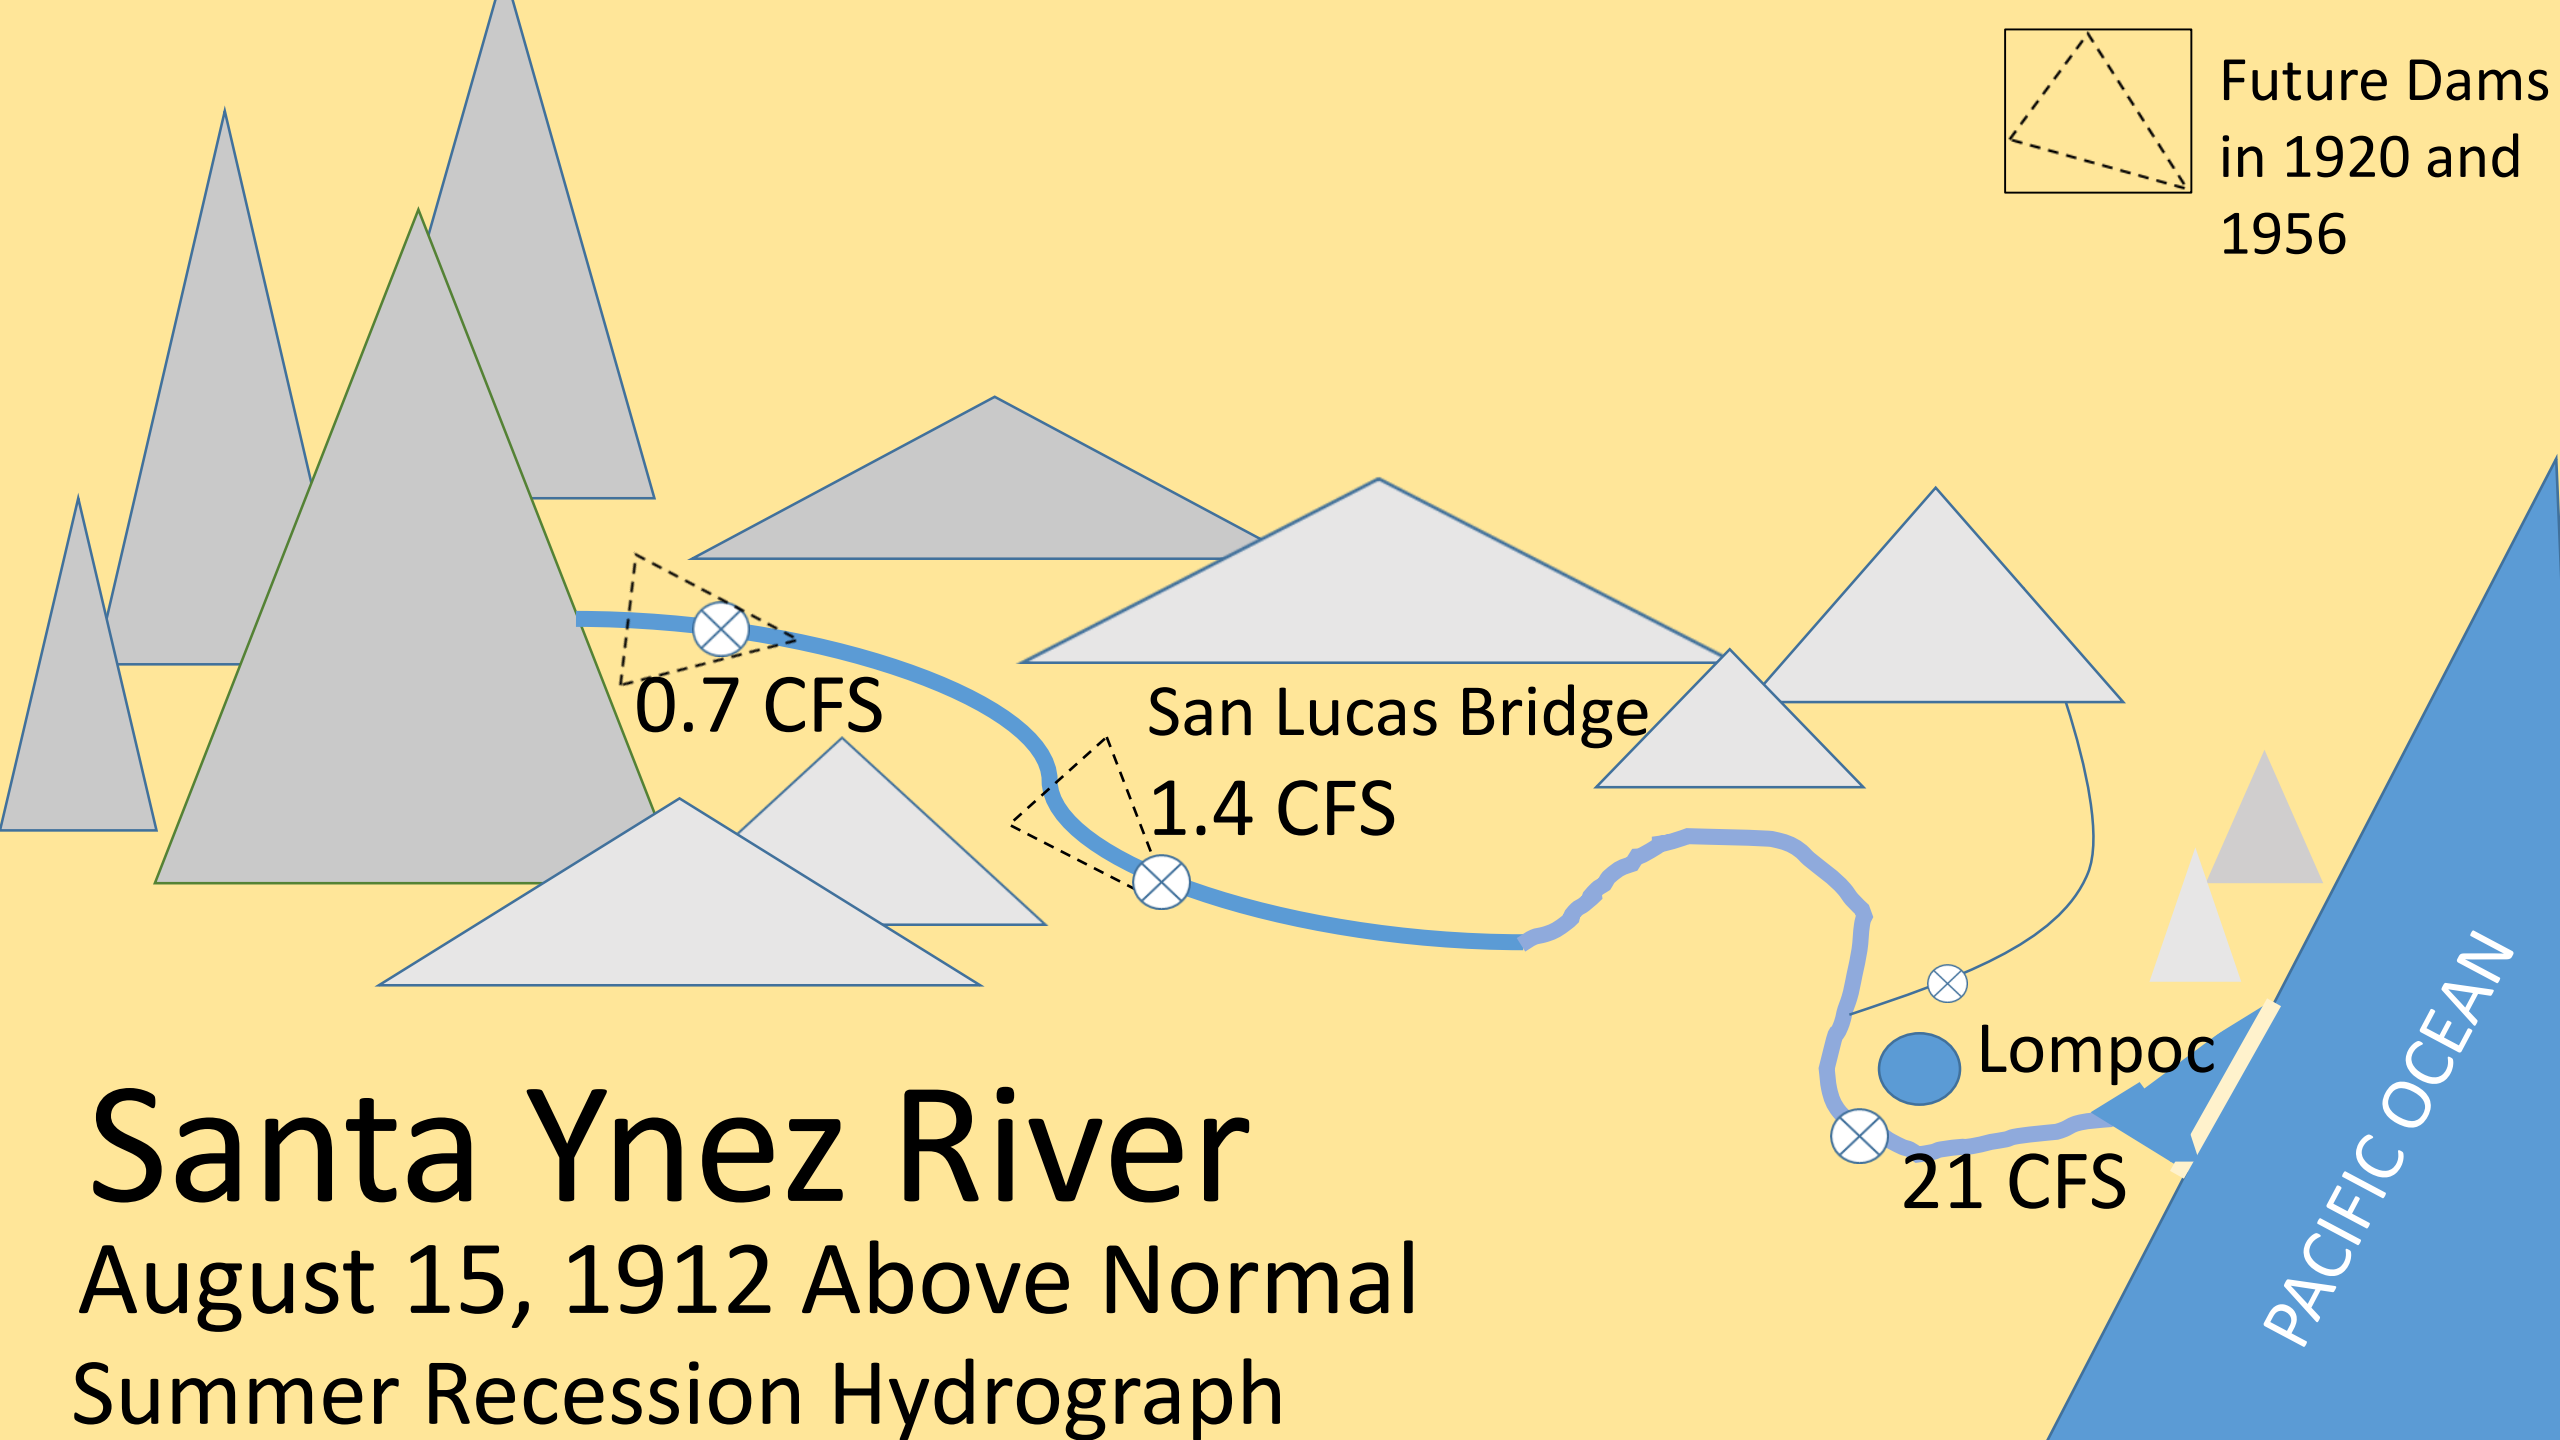 Future Dams
in 1920 and
1956
0.7 CFS
San Lucas Bridge
1.4 CFS
Lompoc
21 CFS
PACIFIC OCEAN
Santa Ynez River
August 15, 1912 Above Normal
Summer Recession Hydrograph